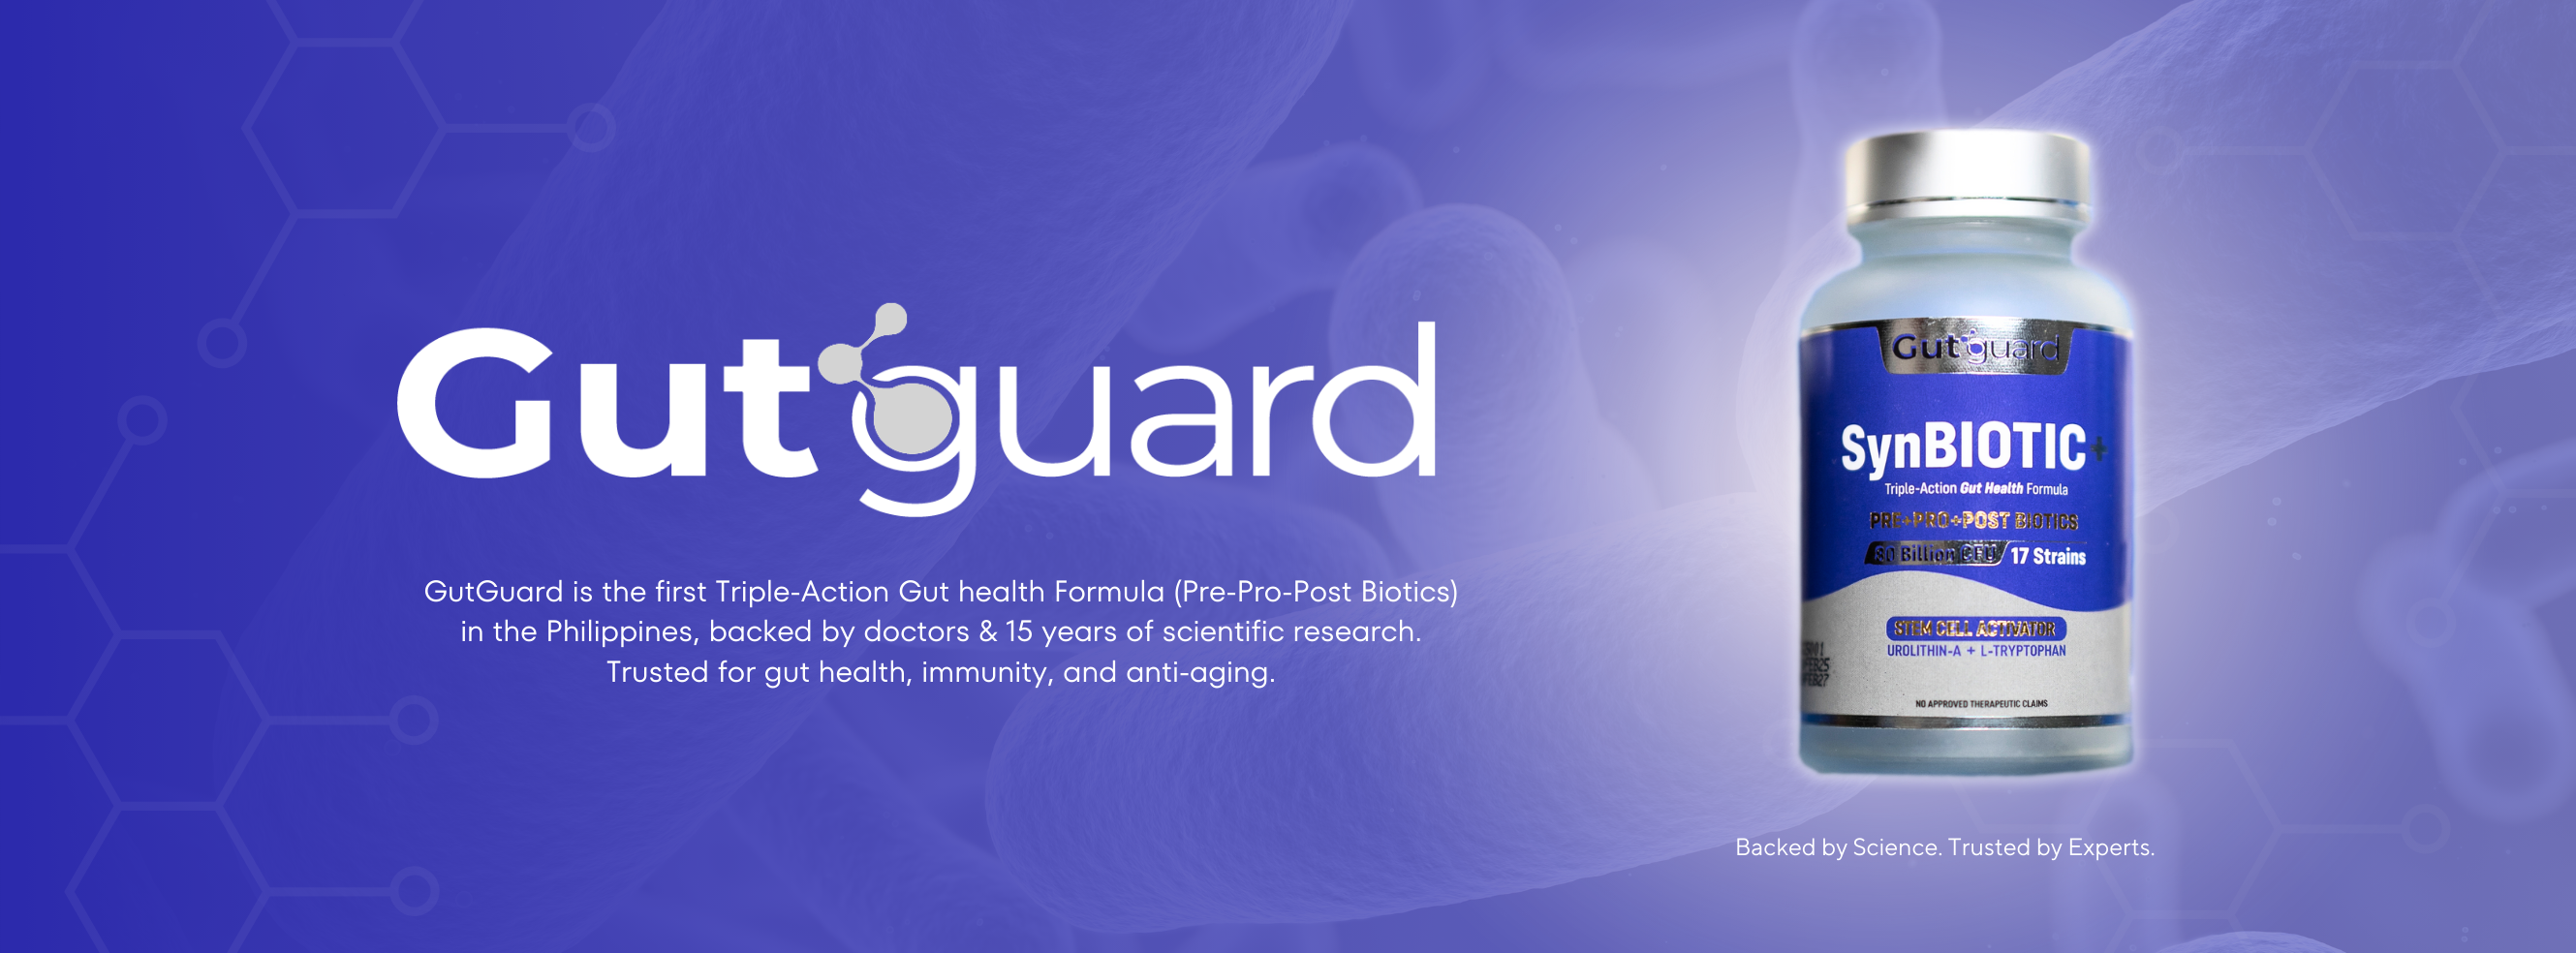 Gutguard
GutGuard is the first Triple-Action Gut health Formula (Pre-Pro-Post Biotics)
in the Philippines, backed by doctors & 15 years of scientific research.
Trusted for gut health, immunity, and anti-aging.
Gutguard
SynBIOTIC+
Triple-Action Gut Health Formula
PRE+PRO+POST BIOTICS
Billion CFU 17 Strains
STEM CELL ACTIVATOR
UROLITHIN-A + L-TRYPTOPHAN
NO APPROVED THERAPEUTIC CLAIMS
Backed by Science. Trusted by Experts.